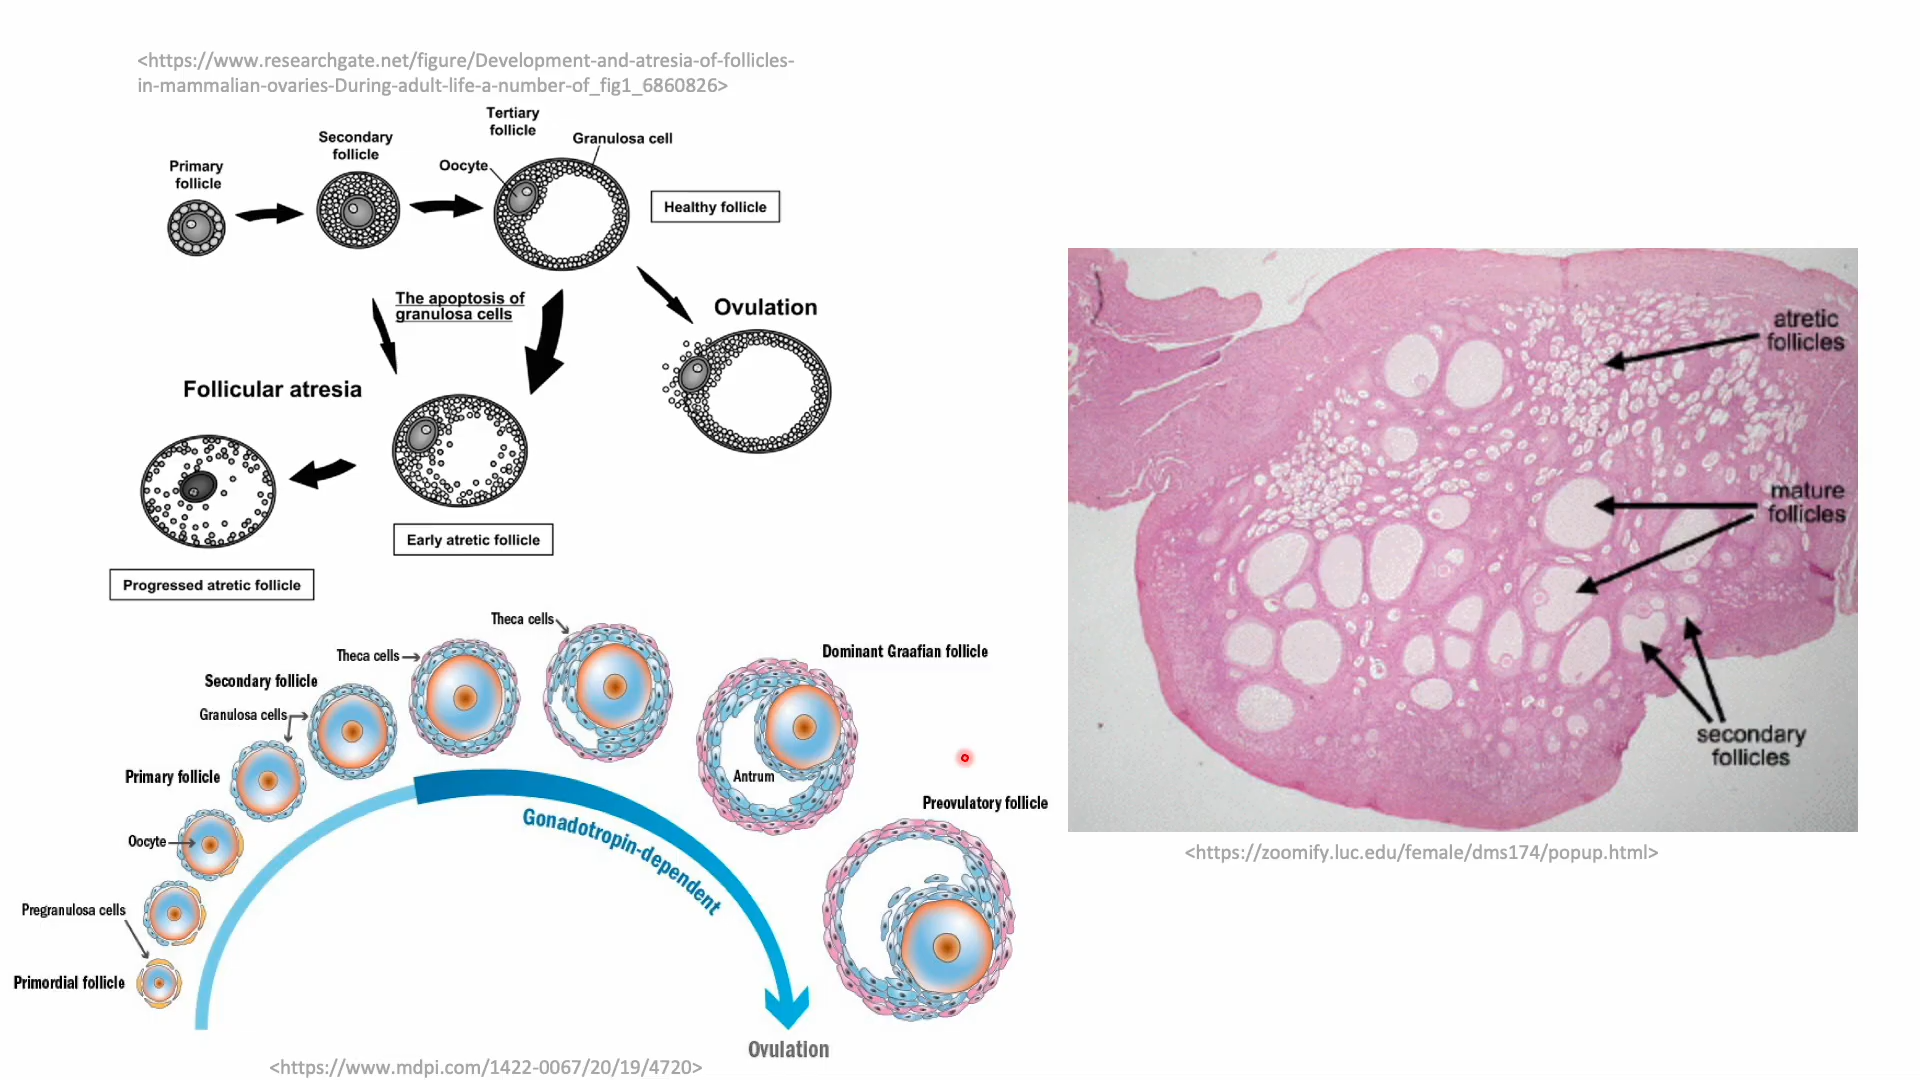 <https://www.researchgate.net/figure/Development-and-atresia-of-follicles-
in-mammalian-ovaries-During-adult-life-a-number-of_fig1_6860826>
Tertiary
follicle
Secondary
follicle
Granulosa cell
Oocyte
Primary
follicle
Healthy follicle
The apoptosis of
granulosa cells
Ovulation
Follicular atresia
Early atretic follicle
Progressed atretic follicle
Theca cells
Theca cells
Dominant Graafian follicle
Secondary follicle
Granulosa cells
Primary follicle
Antrum
Preovulatory follicle
Gonadotropin-dependent
Oocyte
Pregranulosa cells
Primordial follicle
Ovulation
<https://www.mdpi.com/1422-0067/20/19/4720>
atretic
follicles
mature
follicles
secondary
follicles
<https://zoomify.luc.edu/female/dms174/popup.html>